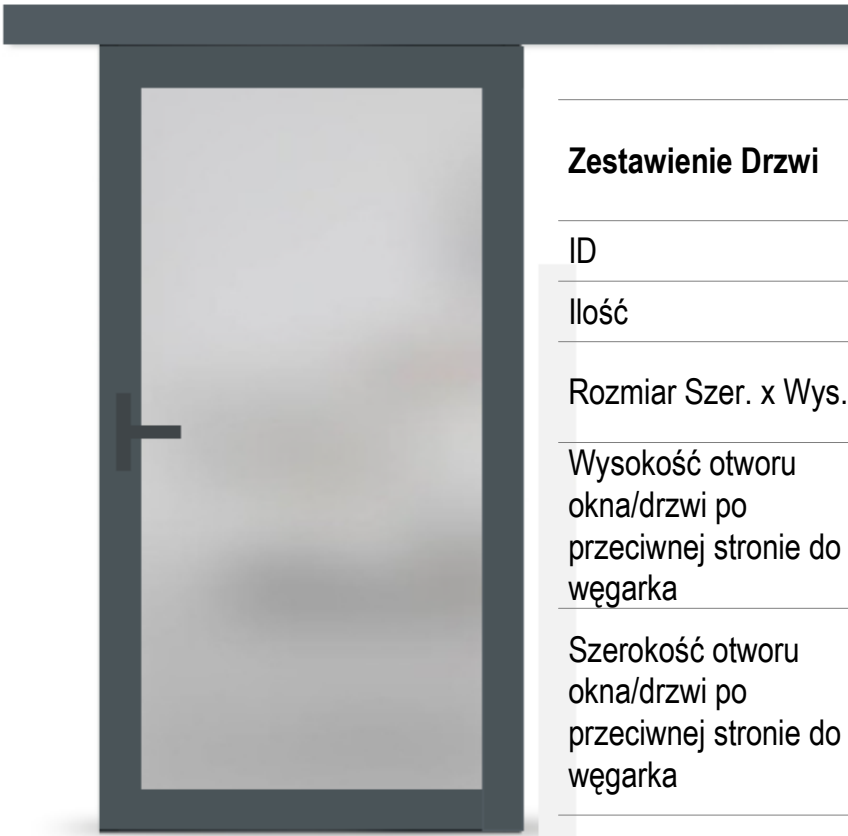 Zestawienie Drzwi
ID
Ilość
Rozmiar Szer. x Wys.
Wysokość otworu
okna/drzwi po
przeciwnej stronie do
węgarka
Szerokość otworu
okna/drzwi po
przeciwnej stronie do
węgarka